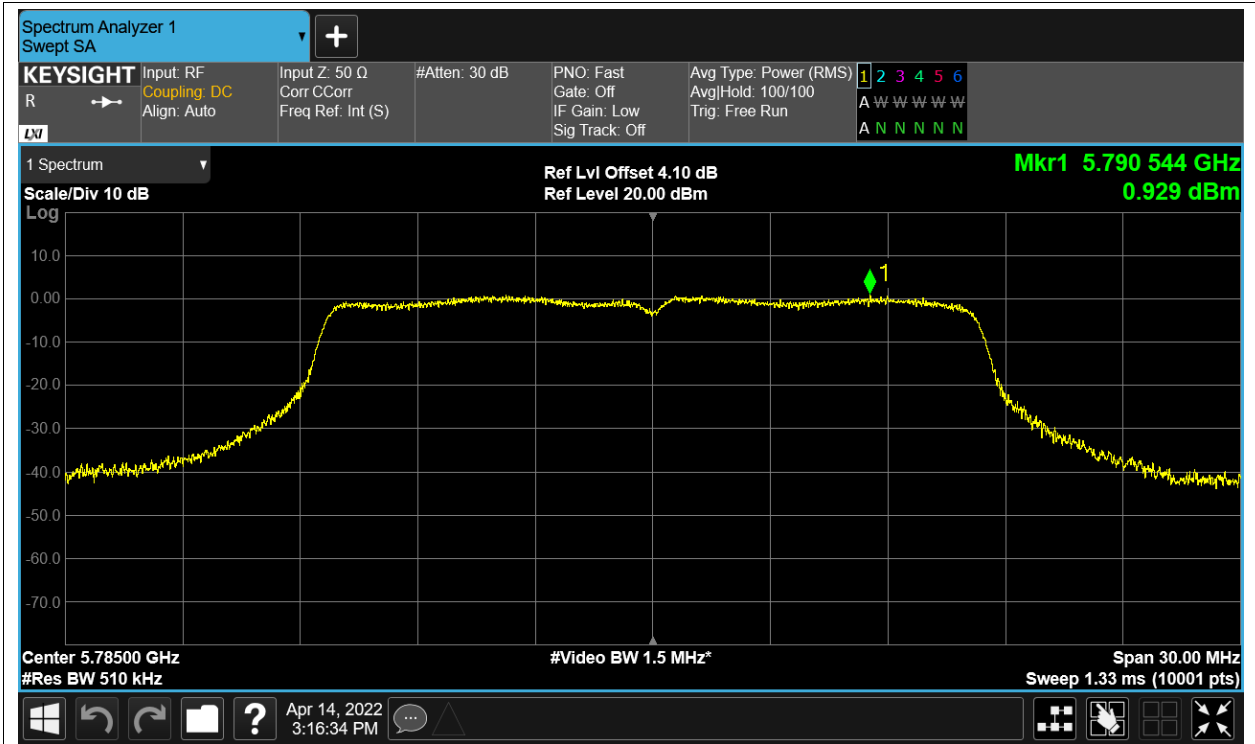 Spectrum Analyzer 1
Swept SA
+
KEYSIGHT
R
LXI
Input: RF
Coupling: DC
Align: Auto
Input Z: 50 Ω
Corr CCorr
Freq Ref: Int (S)
#Atten: 30 dB
PNO: Fast
Gate: Off
IF Gain: Low
Sig Track: Off
Avg Type: Power (RMS)
Avg|Hold: 100/100
Trig: Free Run
1 2 3 4 5 6
A W W W W W
A N N N N N
1 Spectrum
Scale/Div 10 dB
Log
Ref Lvl Offset 4.10 dB
Ref Level 20.00 dBm
Mkr1 5.790 544 GHz
0.929 dBm
10.0
0.00
-10.0
-20.0
-30.0
-40.0
-50.0
-60.0
-70.0
1
Center 5.78500 GHz
#Res BW 510 kHz
#Video BW 1.5 MHz*
Span 30.00 MHz
Sweep 1.33 ms (10001 pts)
?
Apr 14, 2022
3:16:34 PM